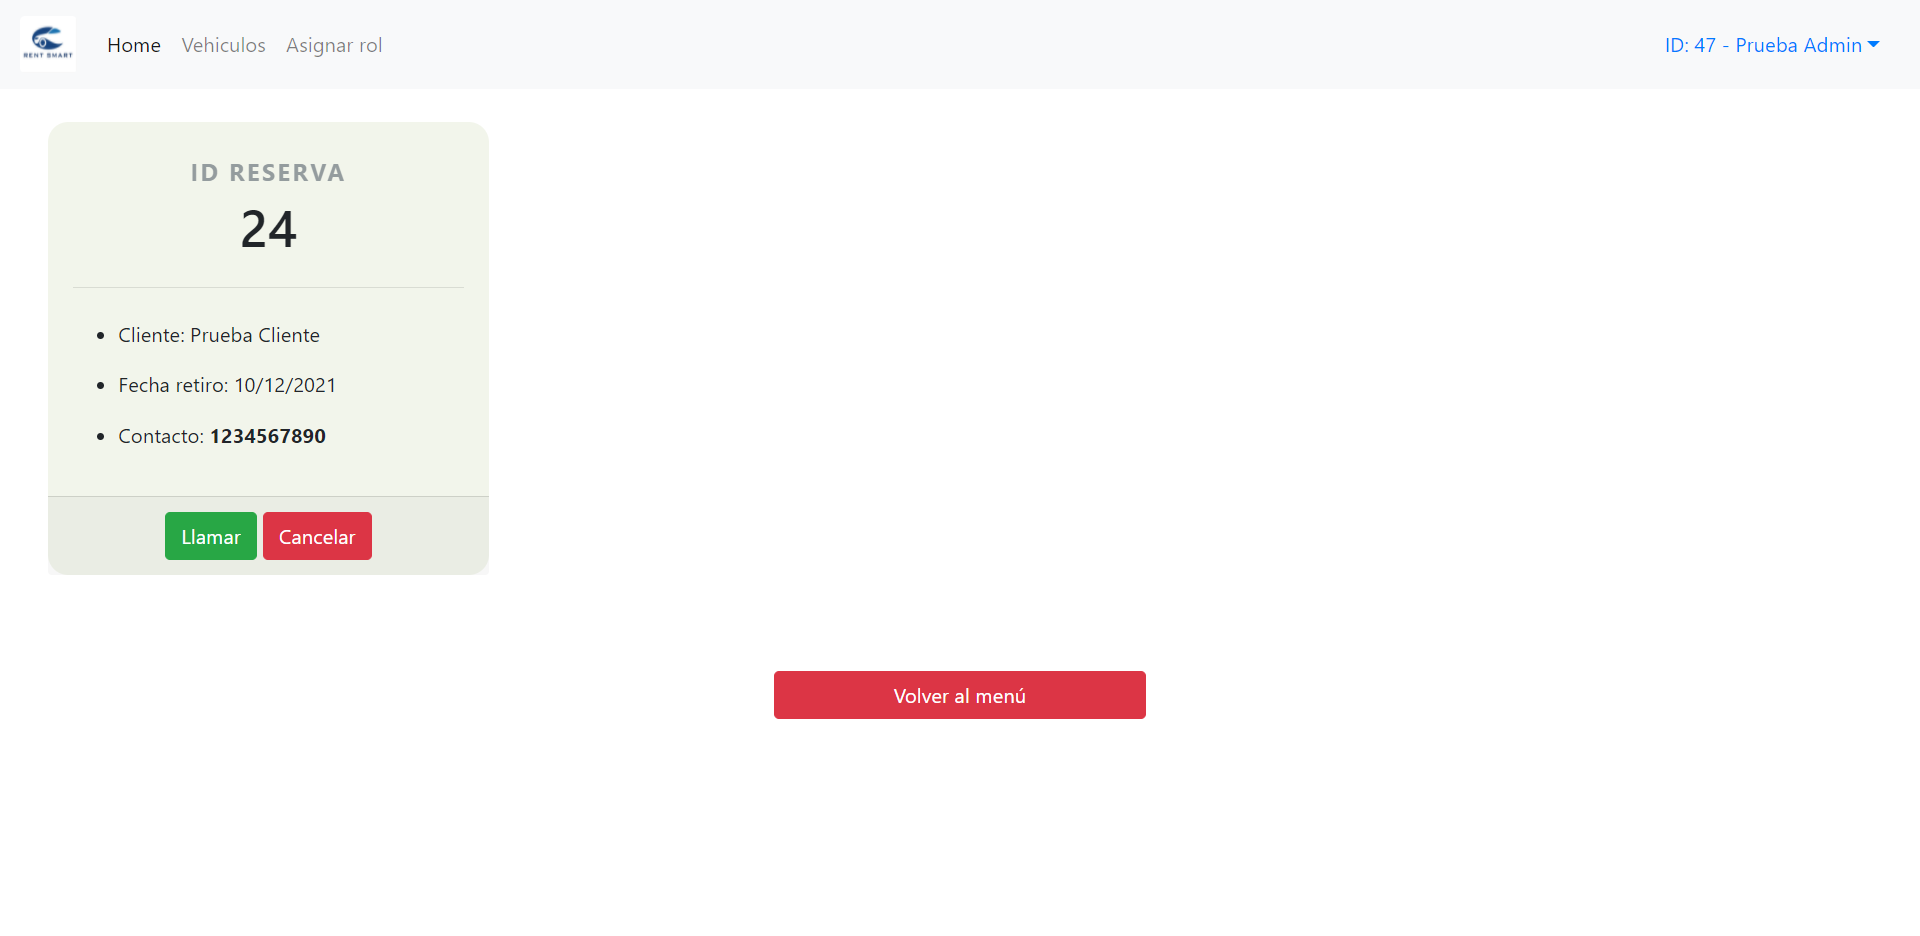 RENT SMART
Home Vehiculos Asignar rol
ID: 47 - Prueba Admin
ID RESERVA
24
Cliente: Prueba Cliente
Fecha retiro: 10/12/2021
Contacto: 1234567890
Llamar Cancelar
Volver al menú